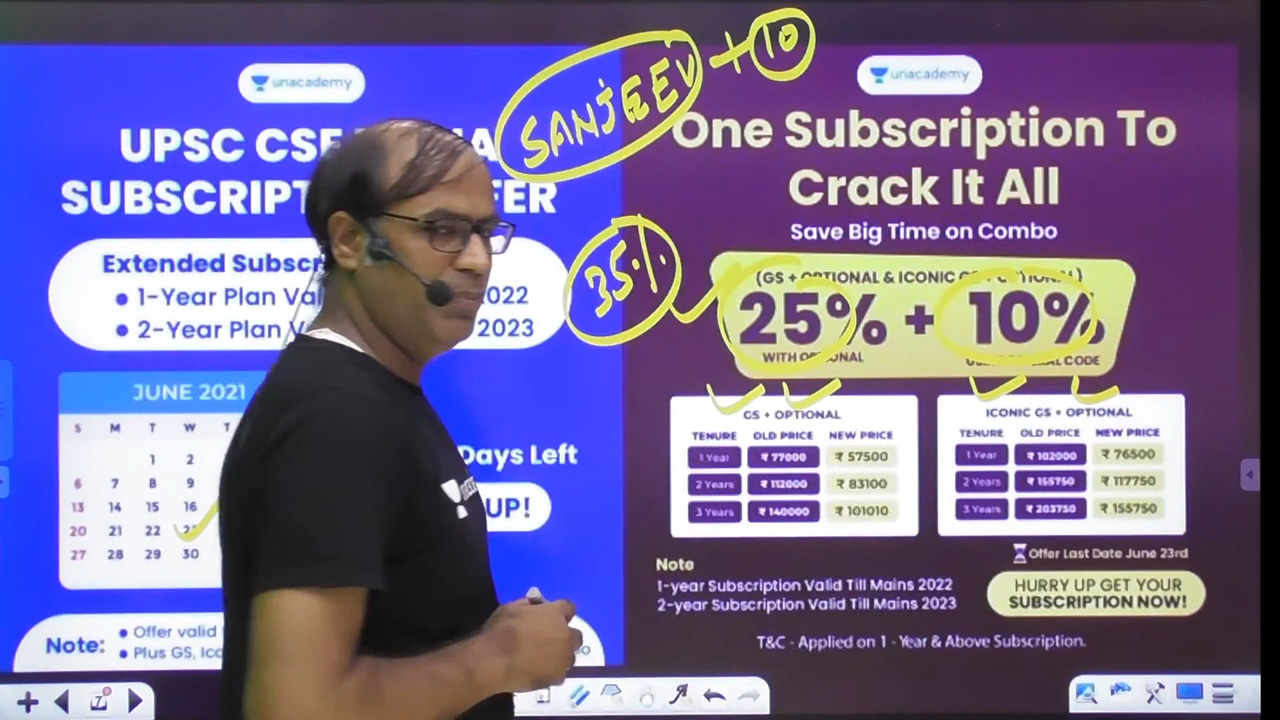 SANJEEV + 10
unacademy
UPSC CSE
SUBSCRIPT FER
Extended Subscr
• 1-Year Plan Val 2022
• 2-Year Plan V 2023
JUNE 2021
S M T W T
1 2
6 7 8 9
13 14 15 16
20 21 22 23
27 28 29 30
Days Left
UP!
Note: • Offer valid
• Plus GS, Ico
35%
unacademy
One Subscription To
Crack It All
Save Big Time on Combo
(GS + OPTIONAL & ICONIC GS + OPTIONAL)
25% + 10%
WITH OPTIONAL CODE
GS + OPTIONAL
TENURE OLD PRICE NEW PRICE
1 Year ₹ 77000 ₹ 57500
2 Years ₹ 112000 ₹ 83100
3 Years ₹ 140000 ₹ 101010
ICONIC GS + OPTIONAL
TENURE OLD PRICE NEW PRICE
1 Year ₹ 102000 ₹ 76500
2 Years ₹ 155750 ₹ 117750
3 Years ₹ 203750 ₹ 155750
Offer Last Date June 23rd
Note
1-year Subscription Valid Till Mains 2022
2-year Subscription Valid Till Mains 2023
HURRY UP GET YOUR
SUBSCRIPTION NOW!
T&C - Applied on 1 - Year & Above Subscription.